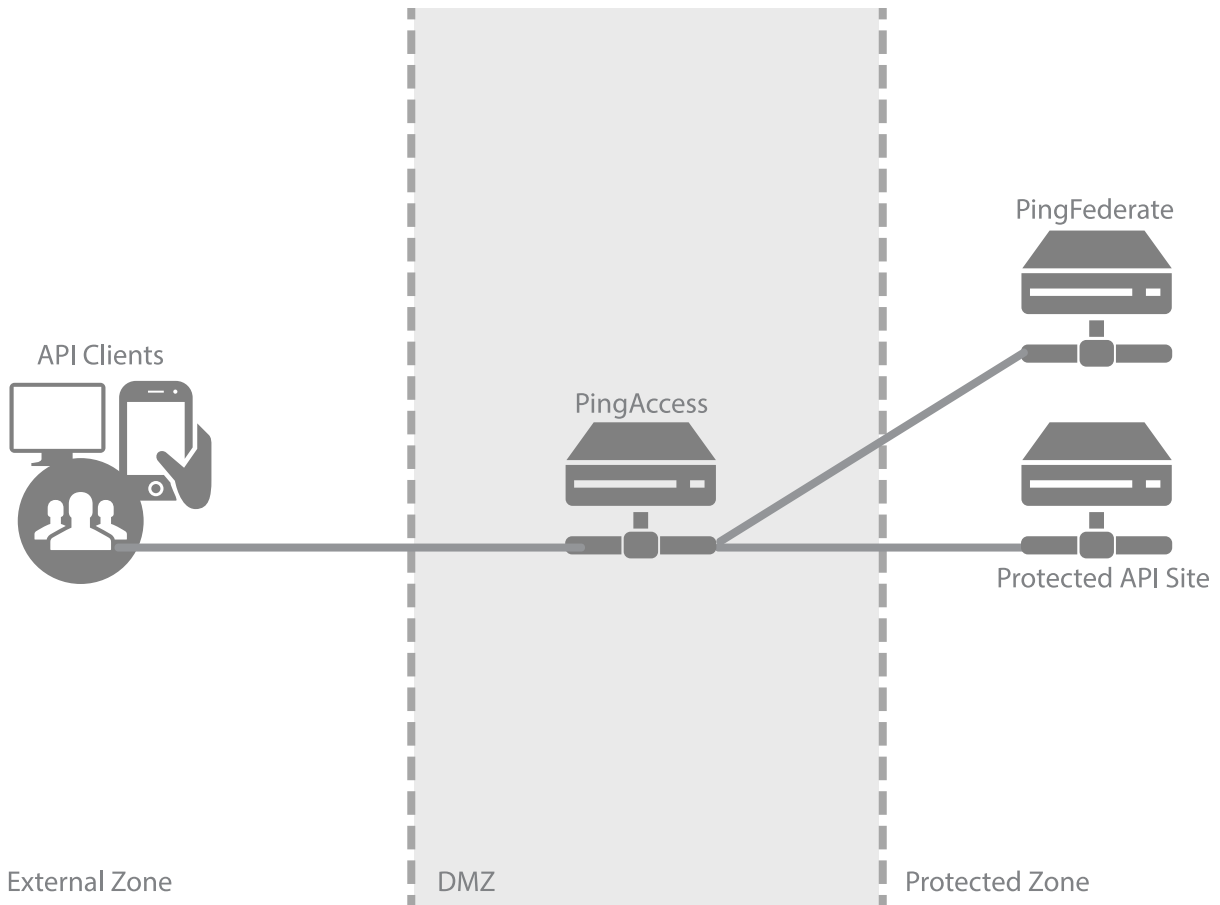 PingFederate
API Clients
PingAccess
Protected API Site
External Zone
DMZ
Protected Zone